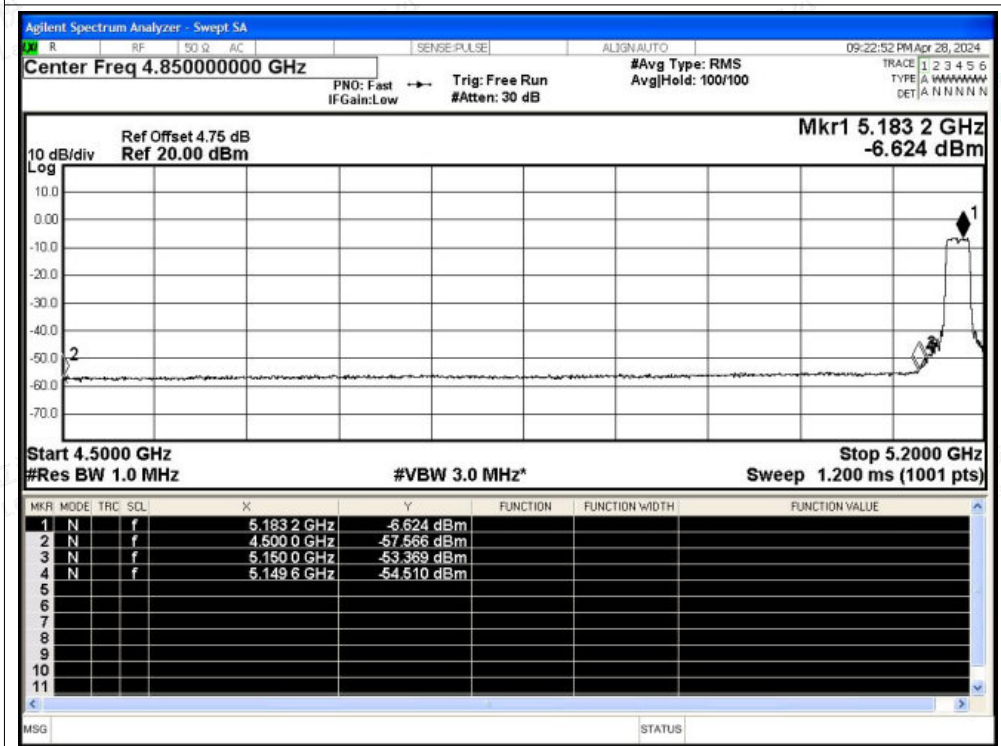 Agilent Spectrum Analyzer - Swept SA
LXI R RF 50 Ω AC SENSE:PULSE ALIGN AUTO 09:22:52 PM Apr 28, 2024
Center Freq 4.850000000 GHz #Avg Type: RMS TRACE 1 2 3 4 5 6
PNO: Fast Trig: Free Run Avg|Hold: 100/100 TYPE A WWWWW
IFGain:Low #Atten: 30 dB DET A N N N N N
Mkr1 5.183 2 GHz
Ref Offset 4.75 dB
10 dB/div Ref 20.00 dBm -6.624 dBm
Log
10.0
0.00
1
-10.0
-20.0
-30.0
-40.0
-50.0
2
-60.0
-70.0
Start 4.5000 GHz Stop 5.2000 GHz
#Res BW 1.0 MHz #VBW 3.0 MHz* Sweep 1.200 ms (1001 pts)
MKR MODE TRC SCL X Y FUNCTION FUNCTION WIDTH FUNCTION VALUE
1 N f 5.183 2 GHz -6.624 dBm
2 N f 4.500 0 GHz -57.566 dBm
3 N f 5.150 0 GHz -53.369 dBm
4 N f 5.149 6 GHz -54.510 dBm
5
6
7
8
9
10
11
MSG STATUS